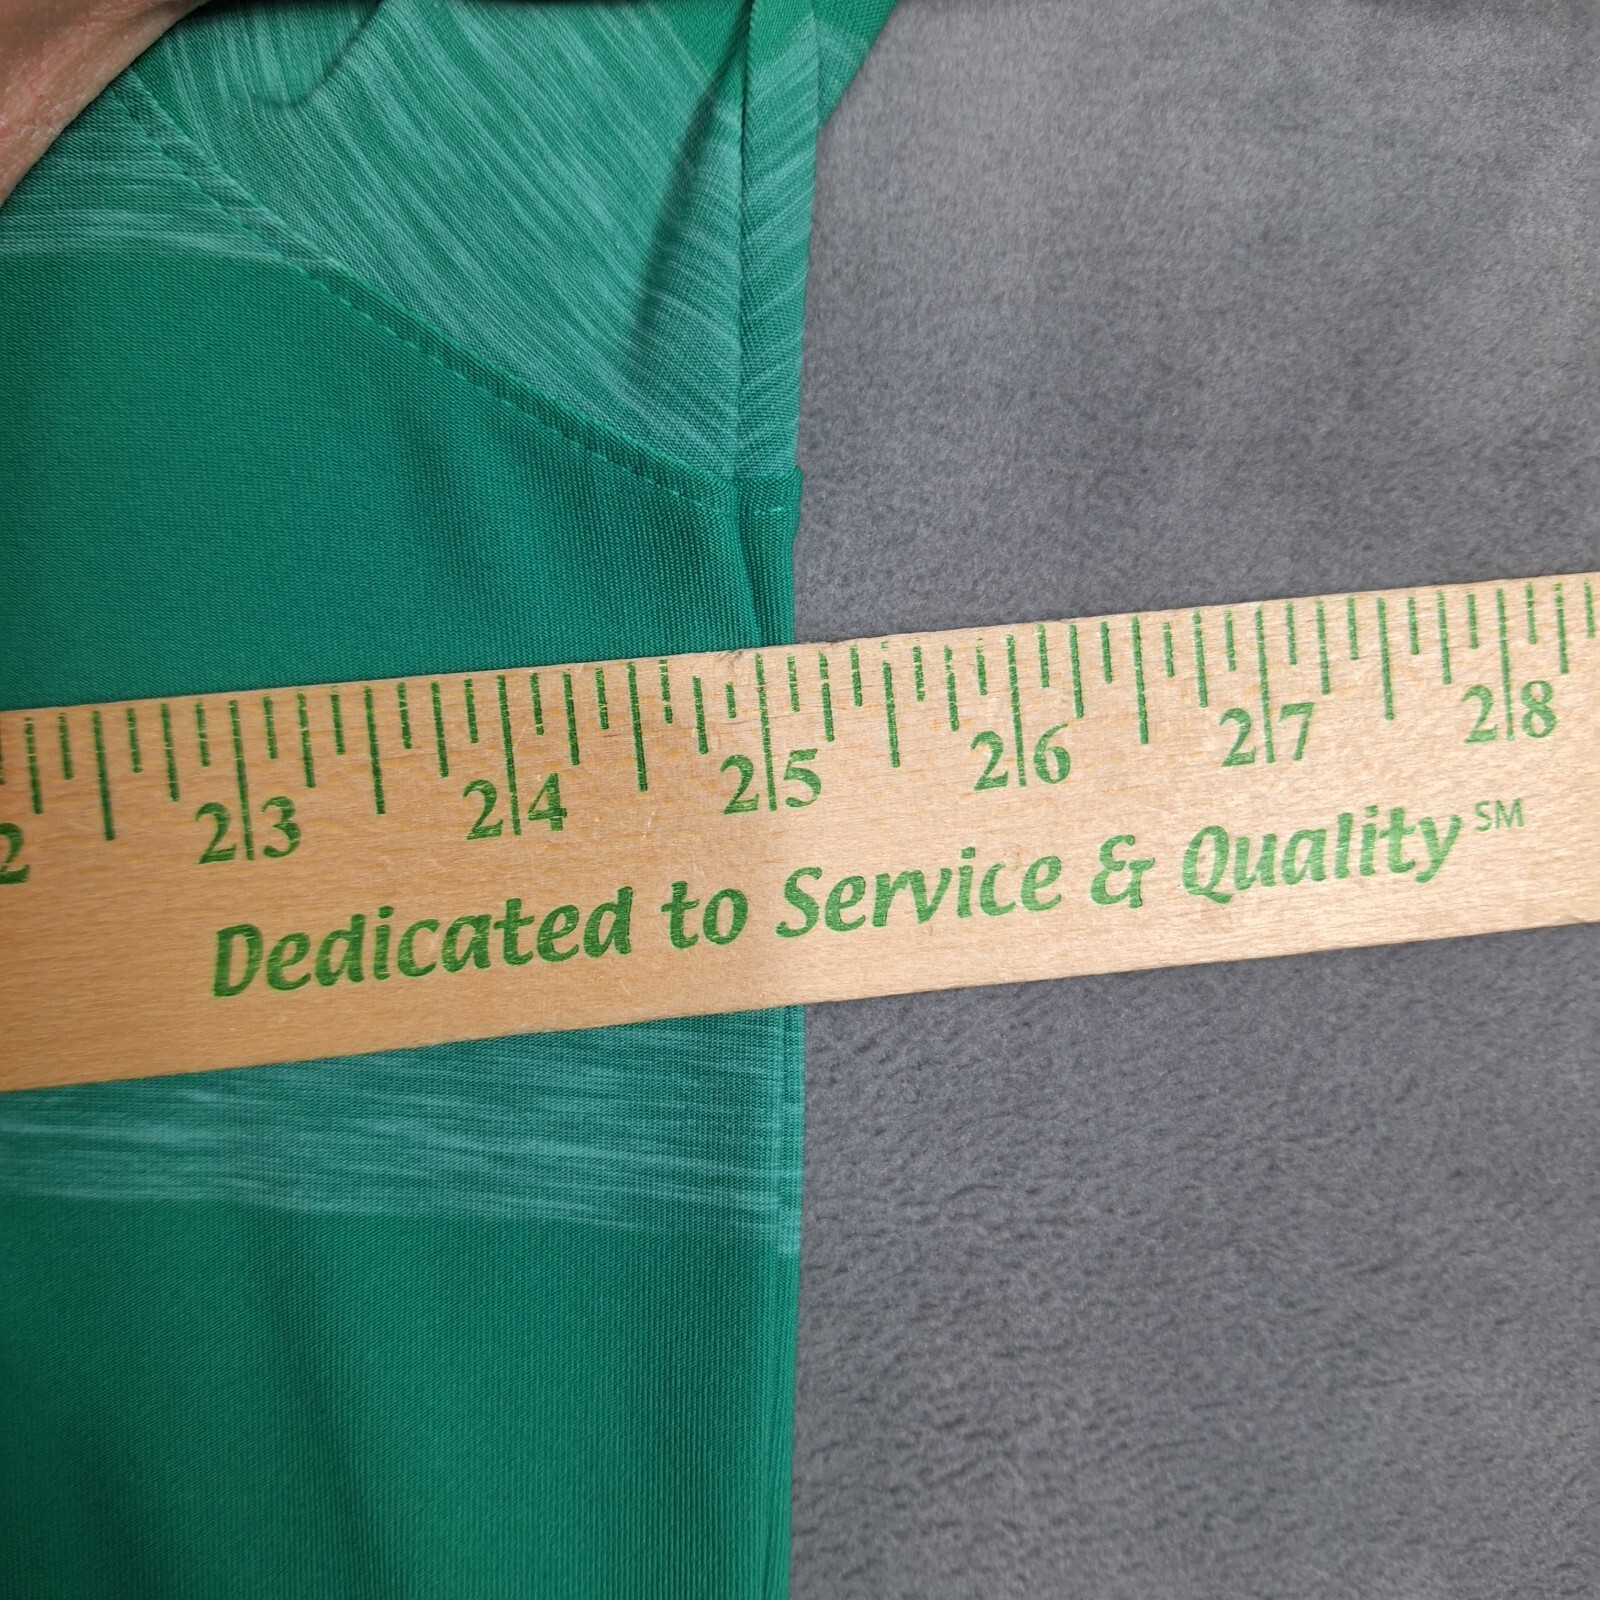 2 23 24 25 26 27 28
Dedicated to Service & Quality SM